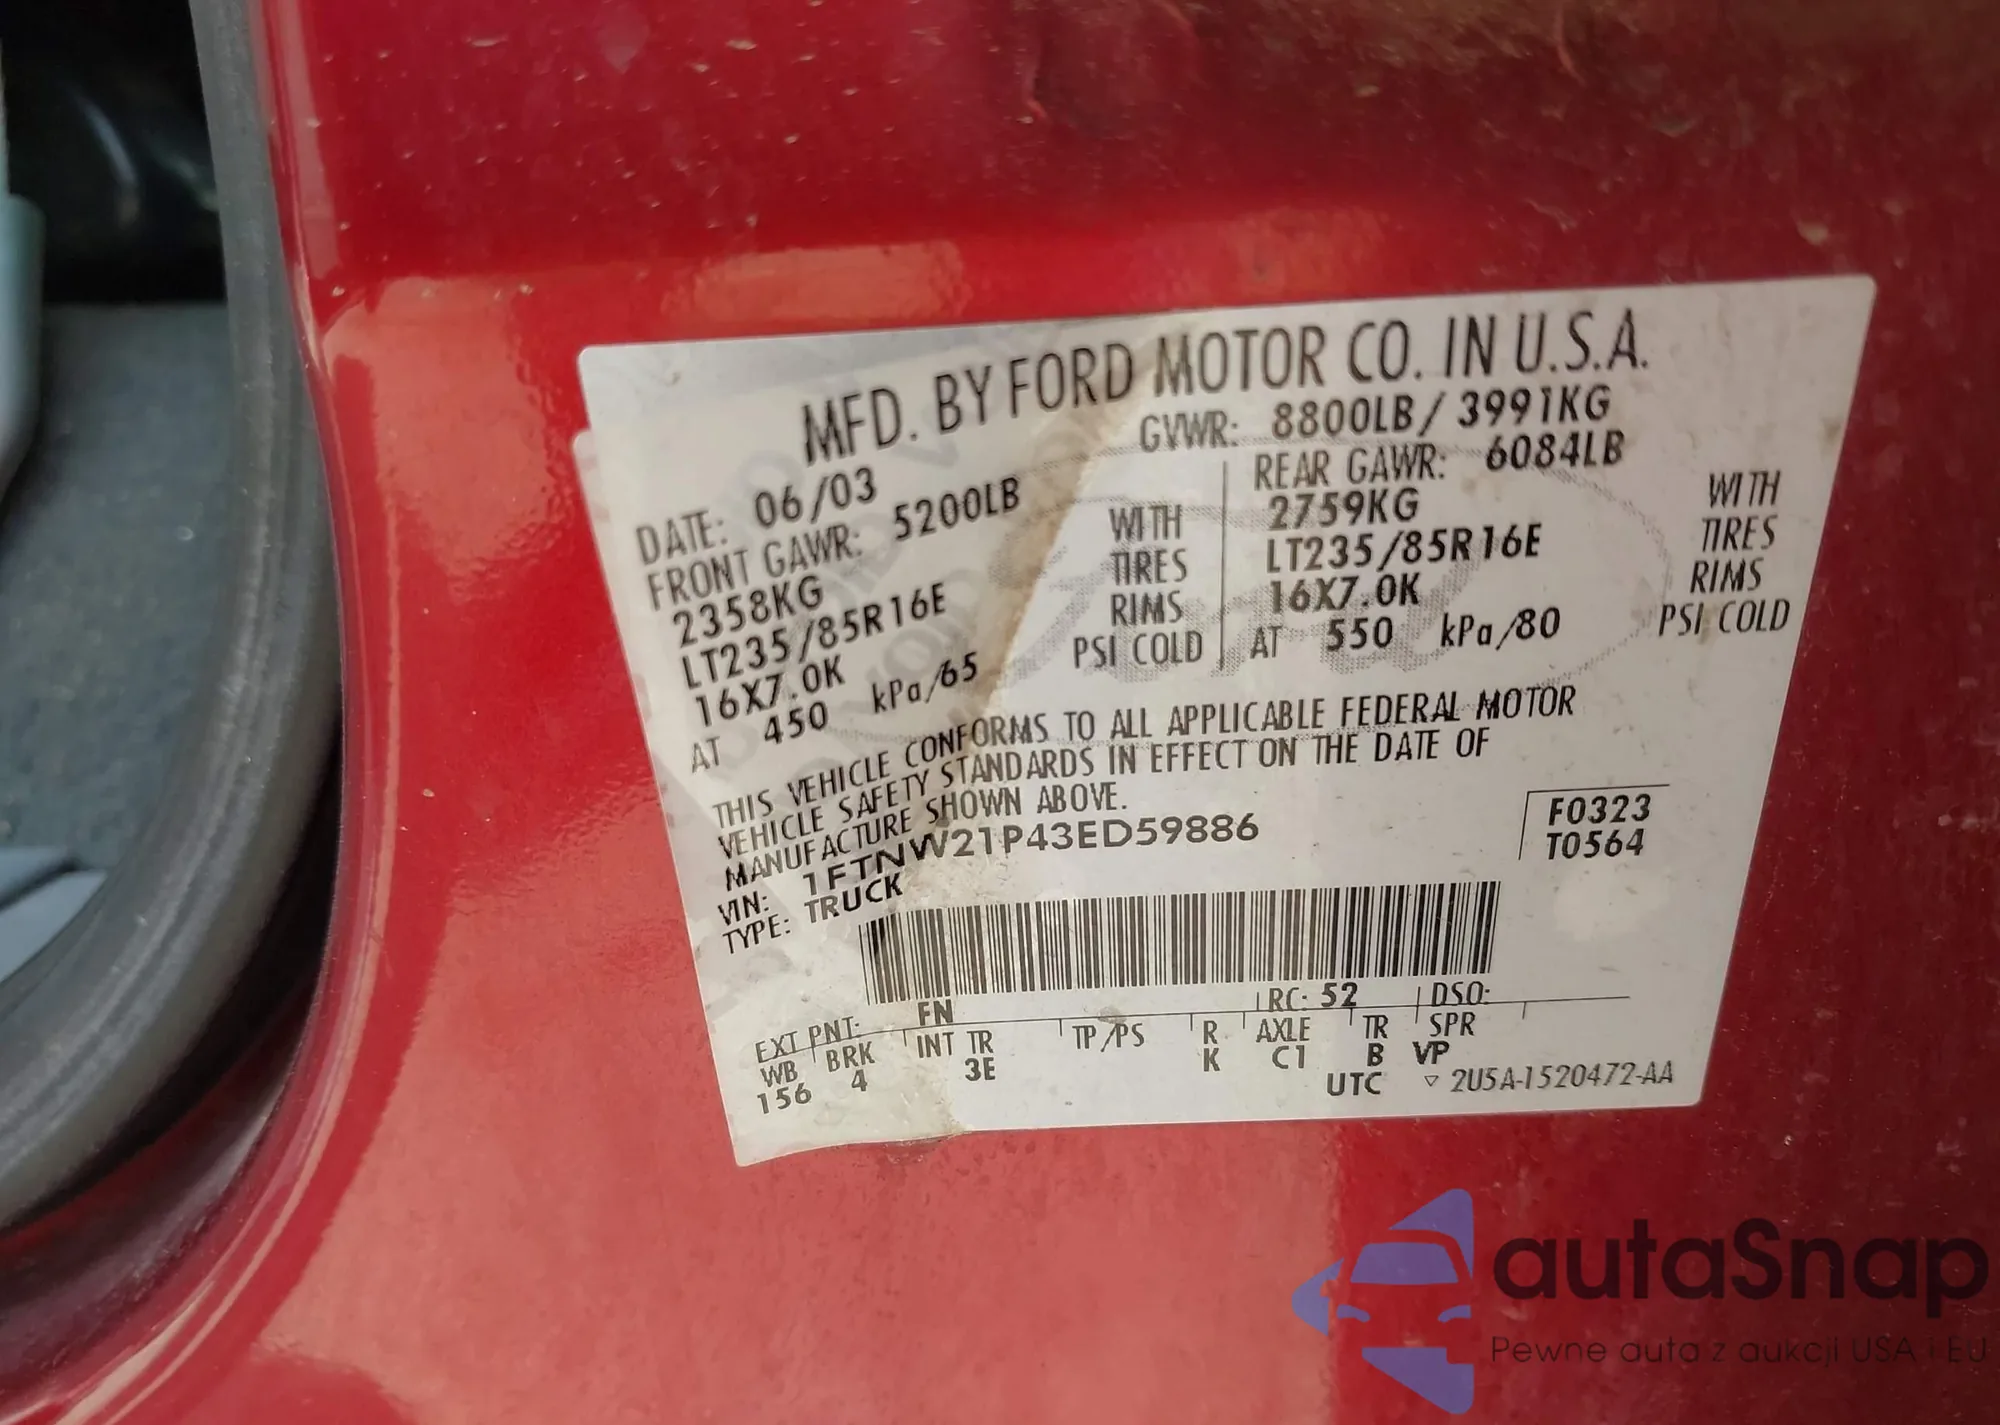 MFD. BY FORD MOTOR CO. IN U.S.A.
DATE: 06/03 GVWR: 8800LB / 3991KG
FRONT GAWR: 5200LB REAR GAWR: 6084LB
2358KG WITH 2759KG WITH
LT235/85R16E TIRES LT235/85R16E TIRES
16X7.0K RIMS 16X7.0K RIMS
AT 450 kPa/65 PSI COLD AT 550 kPa/80 PSI COLD
THIS VEHICLE CONFORMS TO ALL APPLICABLE FEDERAL MOTOR
VEHICLE SAFETY STANDARDS IN EFFECT ON THE DATE OF
MANUFACTURE SHOWN ABOVE.
VIN: 1FTNW21P43ED59886 F0323
TYPE: TRUCK T0564
EXT PNT: FN RC: 52 DSO:
WB BRK INT TR TP/PS R AXLE TR SPR
156 4 3E K C1 B VP
UTC ▽ 2U5A-1520472-AA
autaSnap
Pewne auta z aukcji USA i EU